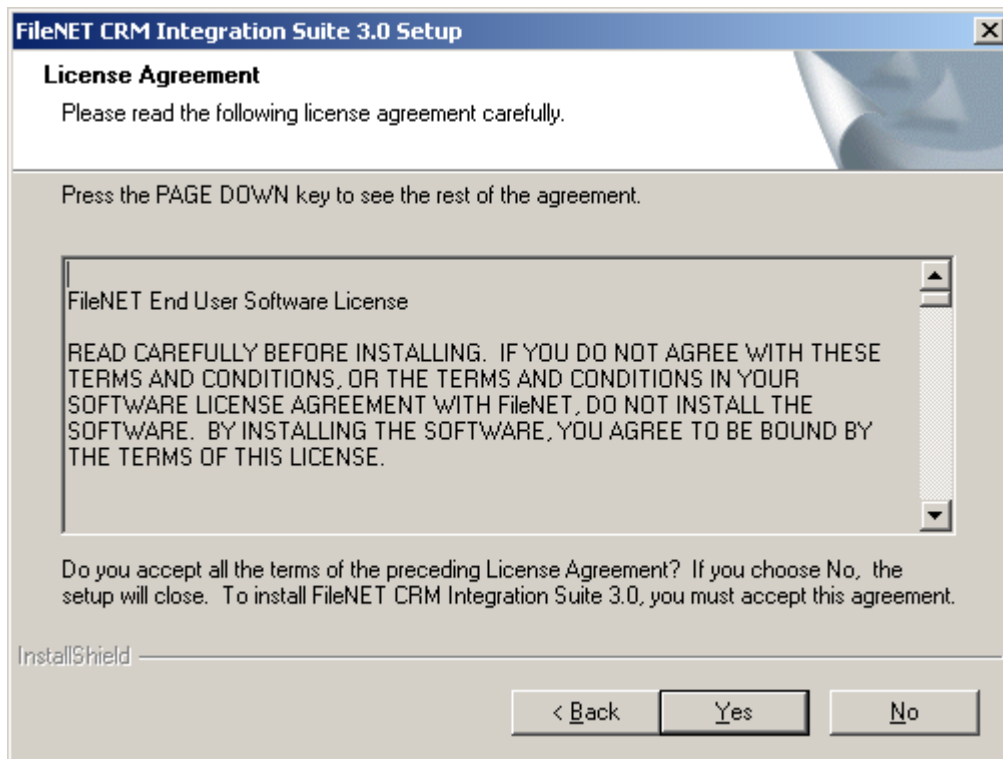 FileNET CRM Integration Suite 3.0 Setup
License Agreement
Please read the following license agreement carefully.
Press the PAGE DOWN key to see the rest of the agreement.
FileNET End User Software License
READ CAREFULLY BEFORE INSTALLING.  IF YOU DO NOT AGREE WITH THESE
TERMS AND CONDITIONS, OR THE TERMS AND CONDITIONS IN YOUR
SOFTWARE LICENSE AGREEMENT WITH FileNET, DO NOT INSTALL THE
SOFTWARE.  BY INSTALLING THE SOFTWARE, YOU AGREE TO BE BOUND BY
THE TERMS OF THIS LICENSE.
Do you accept all the terms of the preceding License Agreement?  If you choose No,  the
setup will close.  To install FileNET CRM Integration Suite 3.0, you must accept this agreement.
InstallShield
< Back
Yes
No